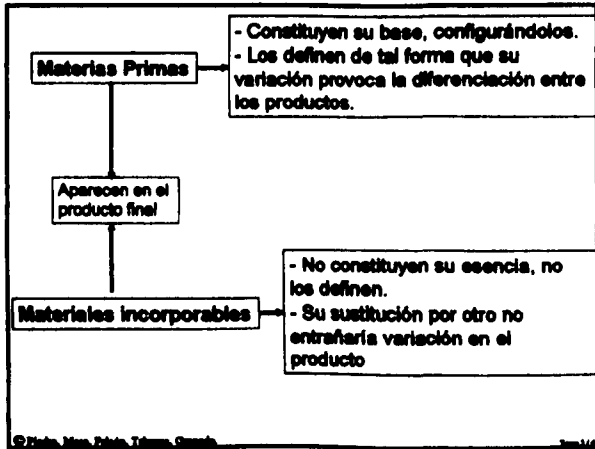 - Constituyen su base, configurándolos.
- Los definen de tal forma que su
variación provoca la diferenciación entre
los productos.
Materias Primas
Aparecen en el
producto final
- No constituyen su esencia, no
los definen.
- Su sustitución por otro no
entrañaría variación en el
producto
Materiales incorporables
©